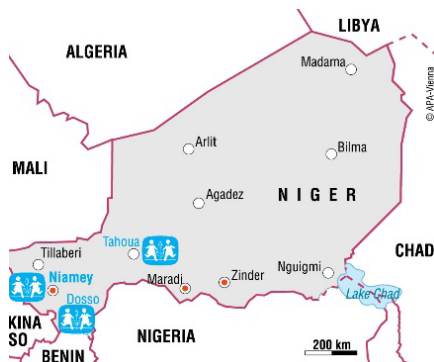 LIBYA
ALGERIA
Madama
© APA-Vienna
Arlit
Bilma
MALI
Agadez
NIGER
Tahoua
CHAD
Tillaberi
Nguigmi
Zinder
Niamey
Maradi
Lake Chad
Dosso
KINA
SO
NIGERIA
200 km
BENIN